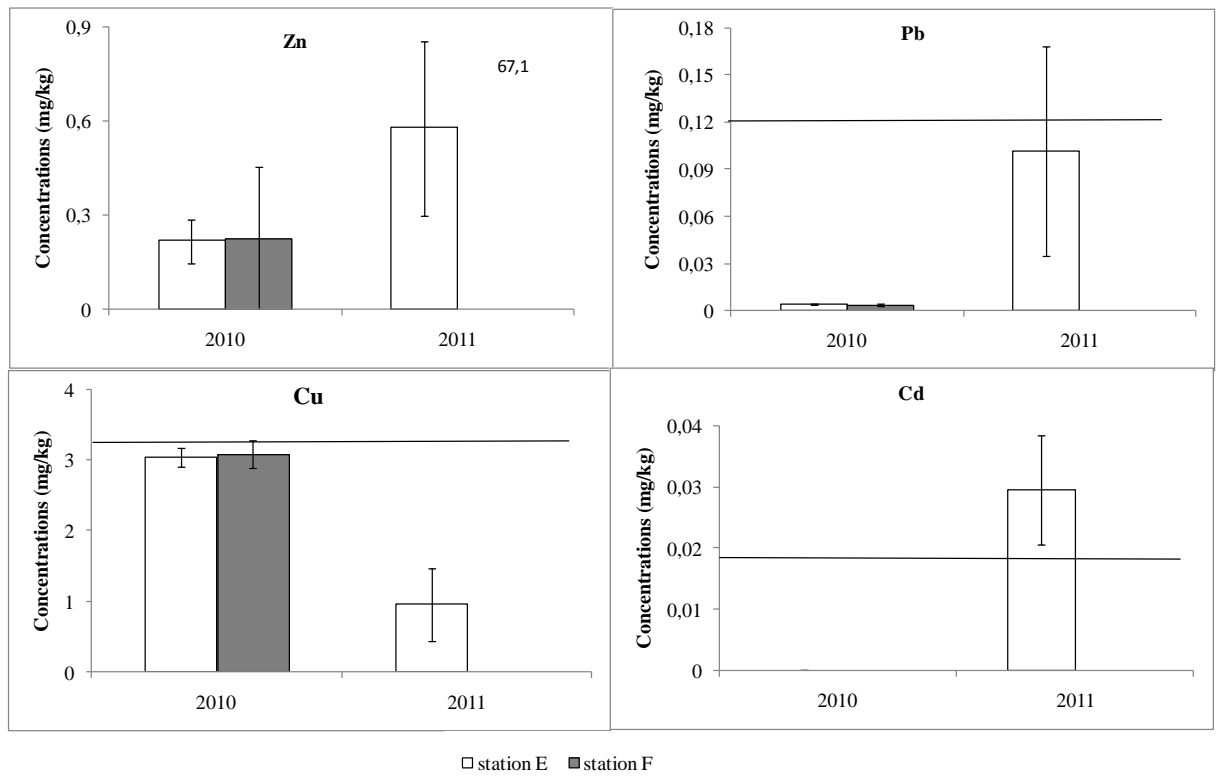 Zn
67,1
Concentrations (mg/kg)
0,9
0,6
0,3
0
2010 2011
Pb
Concentrations (mg/kg)
0,18
0,15
0,12
0,09
0,06
0,03
0
2010 2011
Cu
Concentrations (mg/kg)
4
3
2
1
0
2010 2011
Cd
Concentrations (mg/kg)
0,04
0,03
0,02
0,01
0
2010 2011
station E station F